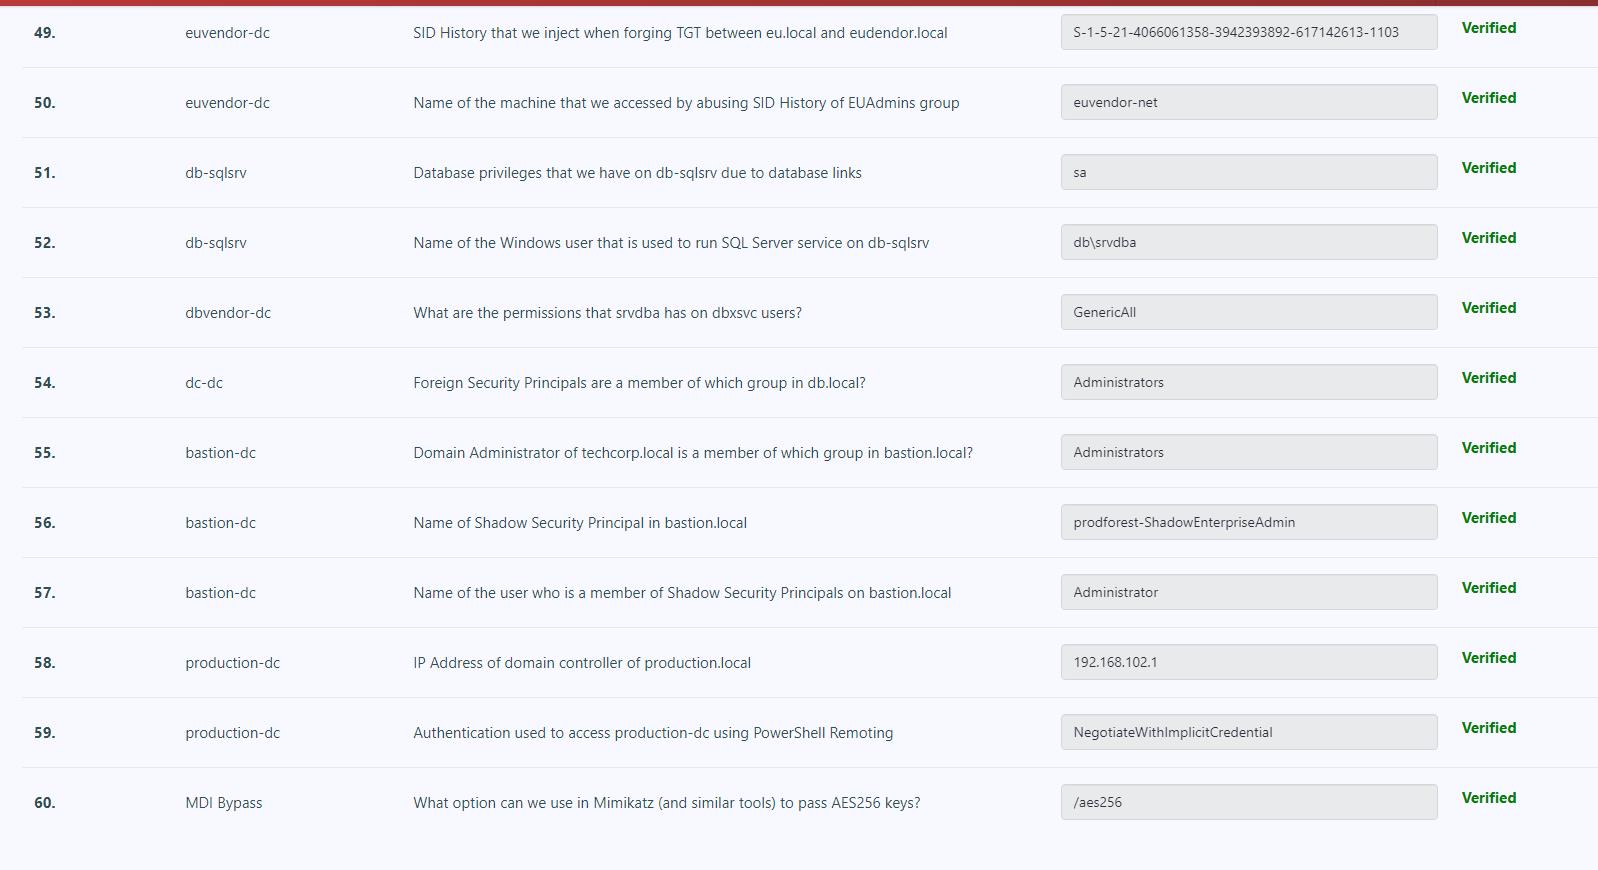 49. euvendor-dc SID History that we inject when forging TGT between eu.local and eudendor.local S-1-5-21-4066061358-3942393892-617142613-1103 Verified
50. euvendor-dc Name of the machine that we accessed by abusing SID History of EUAdmins group euvendor-net Verified
51. db-sqlsrv Database privileges that we have on db-sqlsrv due to database links sa Verified
52. db-sqlsrv Name of the Windows user that is used to run SQL Server service on db-sqlsrv db\srvdba Verified
53. dbvendor-dc What are the permissions that srvdba has on dbxsvc users? GenericAll Verified
54. dc-dc Foreign Security Principals are a member of which group in db.local? Administrators Verified
55. bastion-dc Domain Administrator of techcorp.local is a member of which group in bastion.local? Administrators Verified
56. bastion-dc Name of Shadow Security Principal in bastion.local prodforest-ShadowEnterpriseAdmin Verified
57. bastion-dc Name of the user who is a member of Shadow Security Principals on bastion.local Administrator Verified
58. production-dc IP Address of domain controller of production.local 192.168.102.1 Verified
59. production-dc Authentication used to access production-dc using PowerShell Remoting NegotiateWithImplicitCredential Verified
60. MDI Bypass What option can we use in Mimikatz (and similar tools) to pass AES256 keys? /aes256 Verified